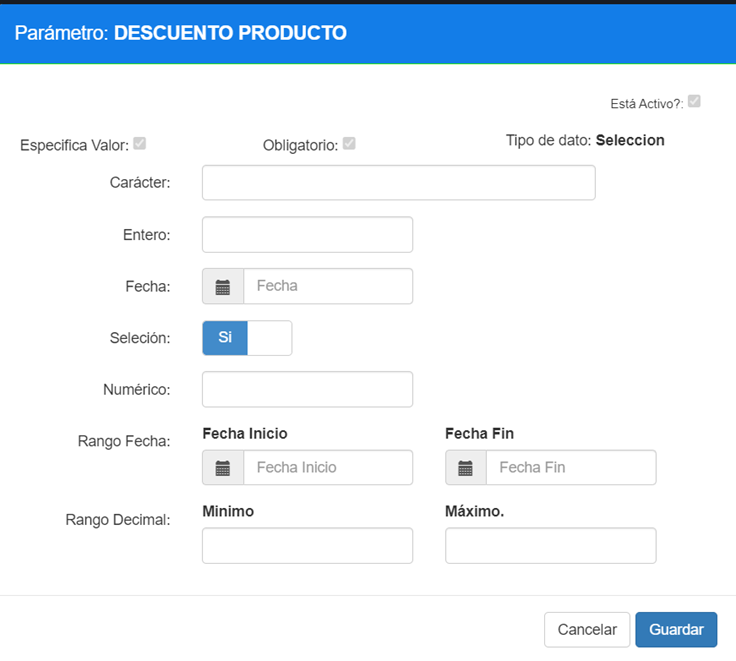 Parámetro: DESCUENTO PRODUCTO
Está Activo?:
Especifica Valor: Obligatorio: Tipo de dato: Seleccion
Carácter:
Entero:
Fecha: Fecha
Seleción: Si
Numérico:
Rango Fecha: Fecha Inicio Fecha Fin
Fecha Inicio Fecha Fin
Rango Decimal: Minimo Máximo.
Cancelar Guardar